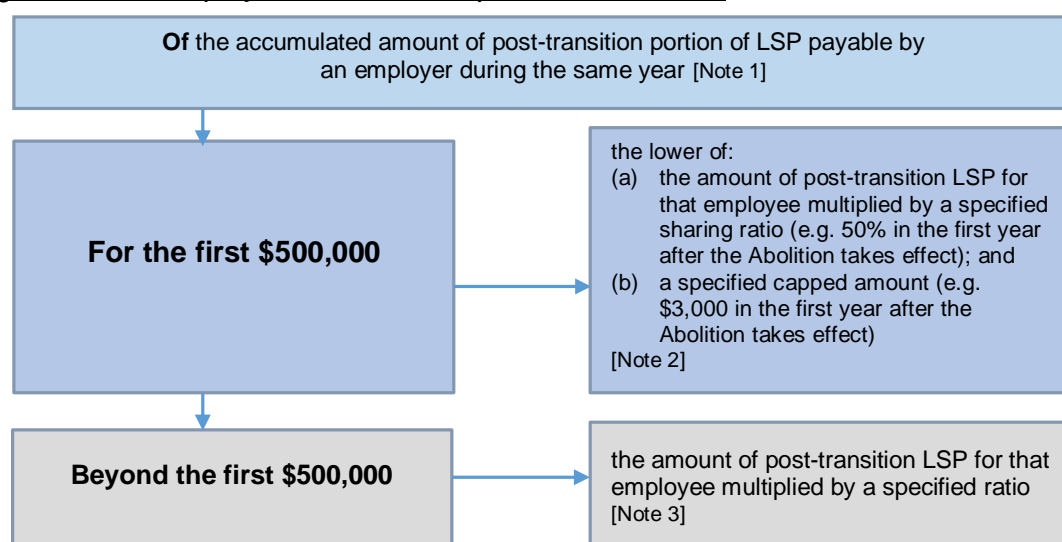 Of the accumulated amount of post-transition portion of LSP payable by
an employer during the same year [Note 1]
For the first $500,000
the lower of:
(a) the amount of post-transition LSP for
that employee multiplied by a specified
sharing ratio (e.g. 50% in the first year
after the Abolition takes effect); and
(b) a specified capped amount (e.g.
$3,000 in the first year after the
Abolition takes effect)
[Note 2]
Beyond the first $500,000
the amount of post-transition LSP for that
employee multiplied by a specified ratio
[Note 3]